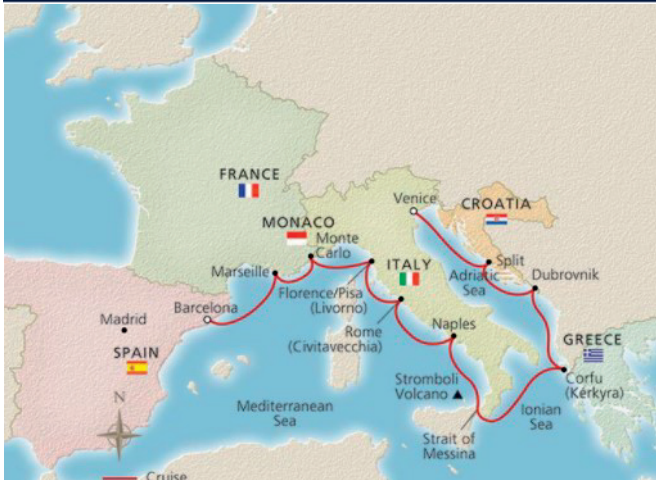 FRANCE
Venice
CROATIA
MONACO
Monte
Carlo
Split
ITALY
Adriatic
Sea
Dubrovnik
Marseille
Florence/Pisa
(Livorno)
Barcelona
Madrid
Rome
(Civitavecchia)
Naples
GREECE
SPAIN
Corfu
(Kérkyra)
Stromboli
Volcano
N
Mediterranean
Sea
Ionian
Sea
Strait of
Messina
Cruise